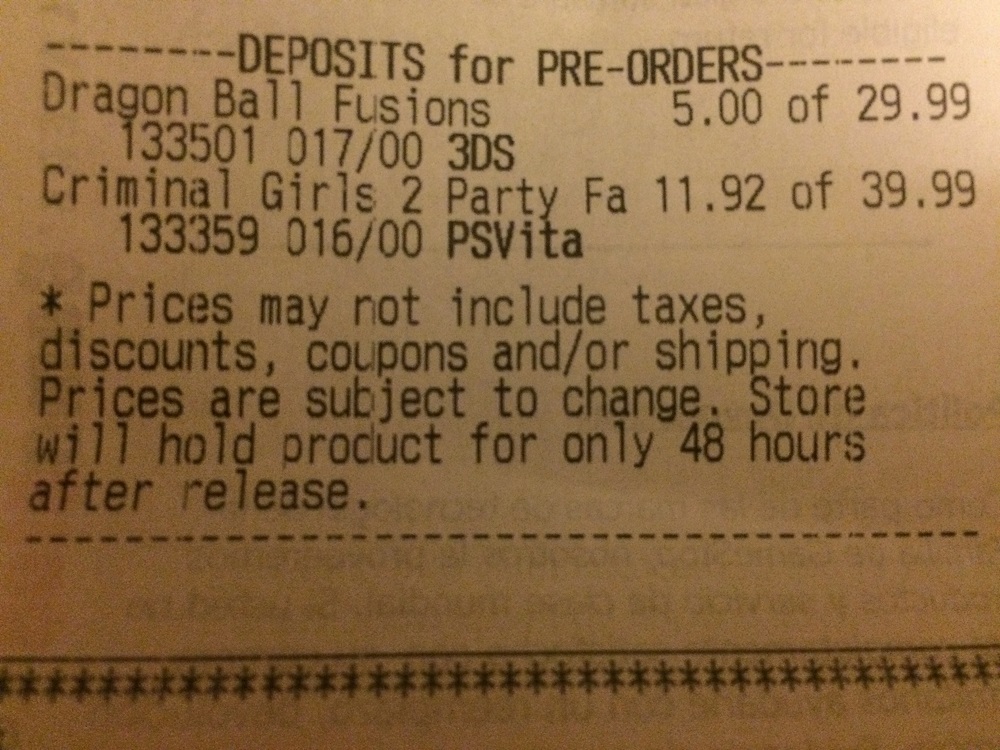 ---------DEPOSITS for PRE-ORDERS---------
Dragon Ball Fusions 5.00 of 29.99
133501 017/00 3DS
Criminal Girls 2 Party Fa 11.92 of 39.99
133359 016/00 PSVita
* Prices may not include taxes,
discounts, coupons and/or shipping.
Prices are subject to change. Store
will hold product for only 48 hours
after release.